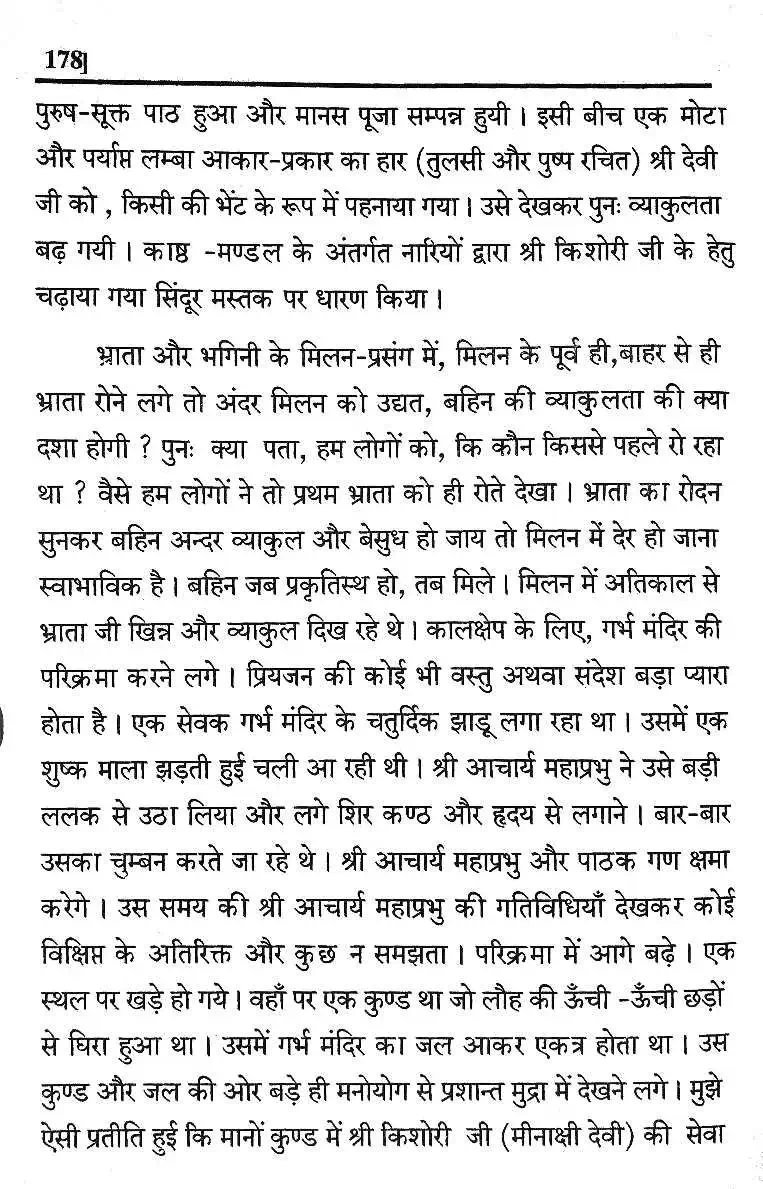 178]
पुरुष-सूक्त पाठ हुआ और मानस पूजा सम्पन्न हुयी । इसी बीच एक मोटा
और पर्याप्त लम्बा आकार-प्रकार का हार (तुलसी और पुष्प रचित) श्री देवी
जी को , किसी की भेंट के रूप में पहनाया गया । उसे देखकर पुनः व्याकुलता
बढ़ गयी । काष्ठ -मण्डल के अंतर्गत नारियों द्वारा श्री किशोरी जी के हेतु
चढ़ाया गया सिंदूर मस्तक पर धारण किया ।
भ्राता और भगिनी के मिलन-प्रसंग में, मिलन के पूर्व ही,बाहर से ही
भ्राता रोने लगे तो अंदर मिलन को उद्यत, बहिन की व्याकुलता की क्या
दशा होगी ? पुनः क्या पता, हम लोगों को, कि कौन किससे पहले रो रहा
था ? वैसे हम लोगों ने तो प्रथम भ्राता को ही रोते देखा । भ्राता का रोदन
सुनकर बहिन अन्दर व्याकुल और बेसुध हो जाय तो मिलन में देर हो जाना
स्वाभाविक है । बहिन जब प्रकृतिस्थ हो, तब मिले । मिलन में अतिकाल से
भ्राता जी खिन्न और व्याकुल दिख रहे थे । कालक्षेप के लिए, गर्भ मंदिर की
परिक्रमा करने लगे । प्रियजन की कोई भी वस्तु अथवा संदेश बड़ा प्यारा
होता है । एक सेवक गर्भ मंदिर के चतुर्दिक झाडू लगा रहा था । उसमें एक
शुष्क माला झड़ती हुई चली आ रही थी । श्री आचार्य महाप्रभु ने उसे बड़ी
ललक से उठा लिया और लगे शिर कण्ठ और हृदय से लगाने । बार-बार
उसका चुम्बन करते जा रहे थे । श्री आचार्य महाप्रभु और पाठक गण क्षमा
करेगे । उस समय की श्री आचार्य महाप्रभु की गतिविधियाँ देखकर कोई
विक्षिप्त के अतिरिक्त और कुछ न समझता । परिक्रमा में आगे बढ़े । एक
स्थल पर खड़े हो गये । वहाँ पर एक कुण्ड था जो लौह की ऊँची -ऊँची छड़ों
से घिरा हुआ था । उसमें गर्भ मंदिर का जल आकर एकत्र होता था । उस
कुण्ड और जल की ओर बड़े ही मनोयोग से प्रशान्त मुद्रा में देखने लगे । मुझे
ऐसी प्रतीति हुई कि मानों कुण्ड में श्री किशोरी जी (मीनाक्षी देवी) की सेवा